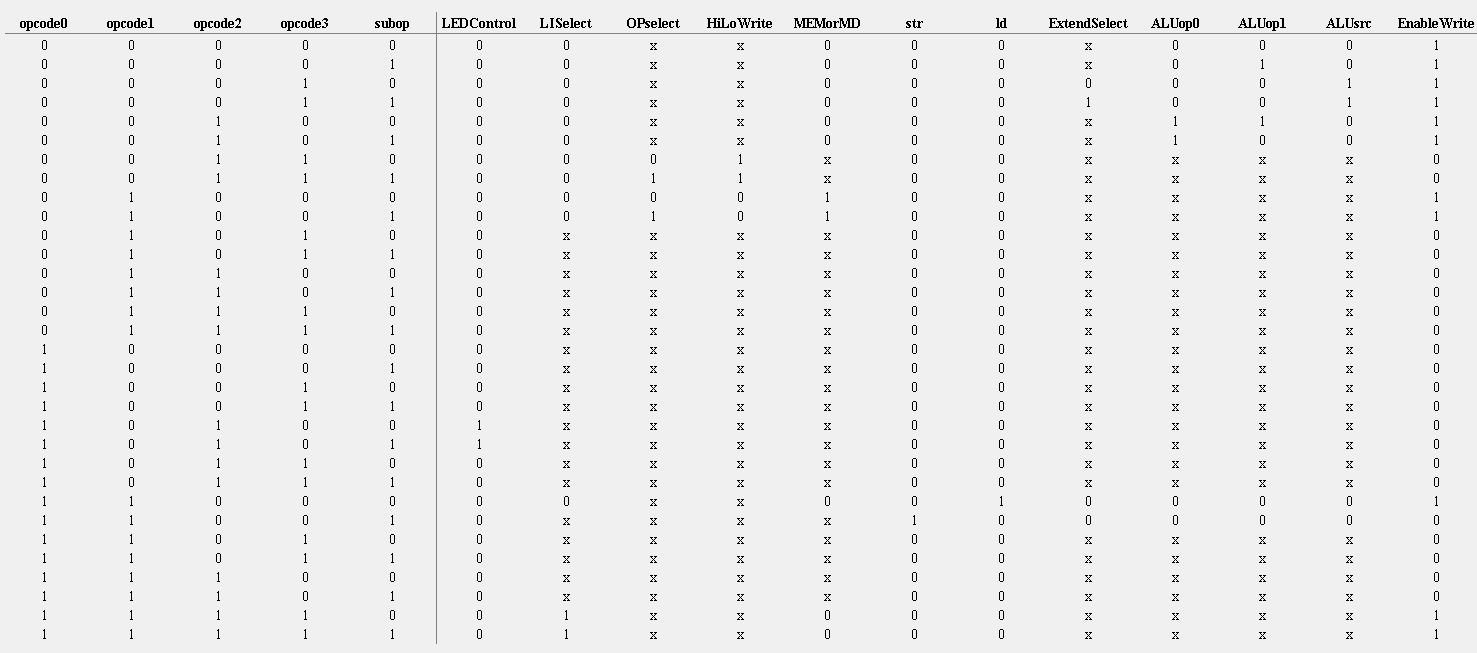 opcode0 opcode1 opcode2 opcode3 subop LEDControl LISelect OPselect HiLoWrite MEMorMD str ld ExtendSelect ALUop0 ALUop1 ALUsrc EnableWrite
0 0 0 0 0 0 0 x x 0 0 0 x 0 0 0 1
0 0 0 0 1 0 0 x x 0 0 0 x 0 1 0 1
0 0 0 1 0 0 0 x x 0 0 0 0 0 0 1 1
0 0 0 1 1 0 0 x x 0 0 0 1 0 0 1 1
0 0 1 0 0 0 0 x x 0 0 0 x 1 1 0 1
0 0 1 0 1 0 0 x x 0 0 0 x 1 0 0 1
0 0 1 1 0 0 0 0 1 x 0 0 x x x x 0
0 0 1 1 1 0 0 1 1 x 0 0 x x x x 0
0 1 0 0 0 0 0 0 0 1 0 0 x x x x 1
0 1 0 0 1 0 0 1 0 1 0 0 x x x x 1
0 1 0 1 0 0 x x x x 0 0 x x x x 0
0 1 0 1 1 0 x x x x 0 0 x x x x 0
0 1 1 0 0 0 x x x x 0 0 x x x x 0
0 1 1 0 1 0 x x x x 0 0 x x x x 0
0 1 1 1 0 0 x x x x 0 0 x x x x 0
0 1 1 1 1 0 x x x x 0 0 x x x x 0
1 0 0 0 0 0 x x x x 0 0 x x x x 0
1 0 0 0 1 0 x x x x 0 0 x x x x 0
1 0 0 1 0 0 x x x x 0 0 x x x x 0
1 0 0 1 1 0 x x x x 0 0 x x x x 0
1 0 1 0 0 1 x x x x 0 0 x x x x 0
1 0 1 0 1 1 x x x x 0 0 x x x x 0
1 0 1 1 0 0 x x x x 0 0 x x x x 0
1 0 1 1 1 0 x x x x 0 0 x x x x 0
1 1 0 0 0 0 0 x x 0 0 1 0 0 0 0 1
1 1 0 0 1 0 x x x x 1 0 0 0 0 0 0
1 1 0 1 0 0 x x x x 0 0 x x x x 0
1 1 0 1 1 0 x x x x 0 0 x x x x 0
1 1 1 0 0 0 x x x x 0 0 x x x x 0
1 1 1 0 1 0 x x x x 0 0 x x x x 0
1 1 1 1 0 0 1 x x 0 0 0 x x x x 1
1 1 1 1 1 0 1 x x 0 0 0 x x x x 1